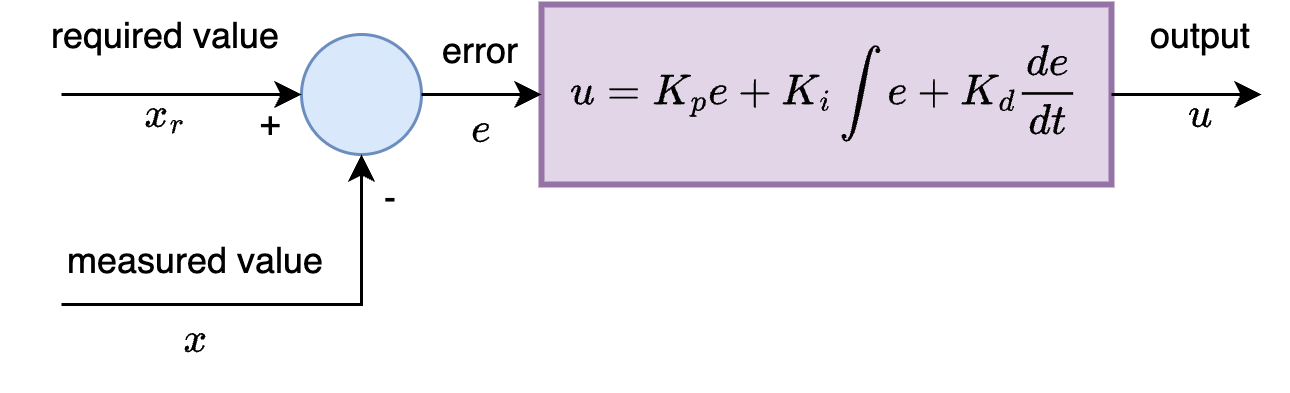 required value
x_r
+
error
e
u = K_p e + K_i ∫ e + K_d de/dt
output
u
-
measured value
x